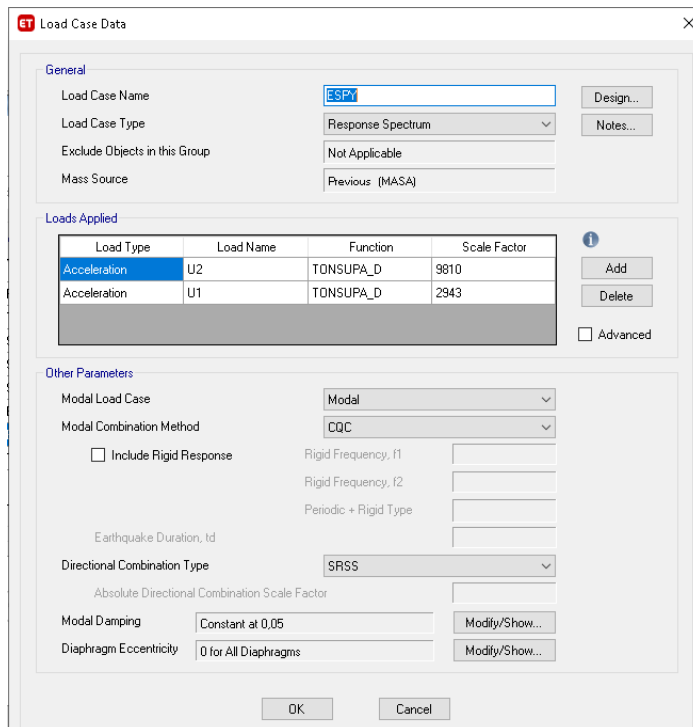 ET Load Case Data
General
Load Case Name ESPY Design...
Load Case Type Response Spectrum Notes...
Exclude Objects in this Group Not Applicable
Mass Source Previous (MASA)
Loads Applied
Load Type Load Name Function Scale Factor
Acceleration U2 TONSUPA_D 9810 Add
Acceleration U1 TONSUPA_D 2943 Delete
Advanced
Other Parameters
Modal Load Case Modal
Modal Combination Method CQC
Include Rigid Response Rigid Frequency, f1
Rigid Frequency, f2
Periodic + Rigid Type
Earthquake Duration, td
Directional Combination Type SRSS
Absolute Directional Combination Scale Factor
Modal Damping Constant at 0,05 Modify/Show...
Diaphragm Eccentricity 0 for All Diaphragms Modify/Show...
OK Cancel